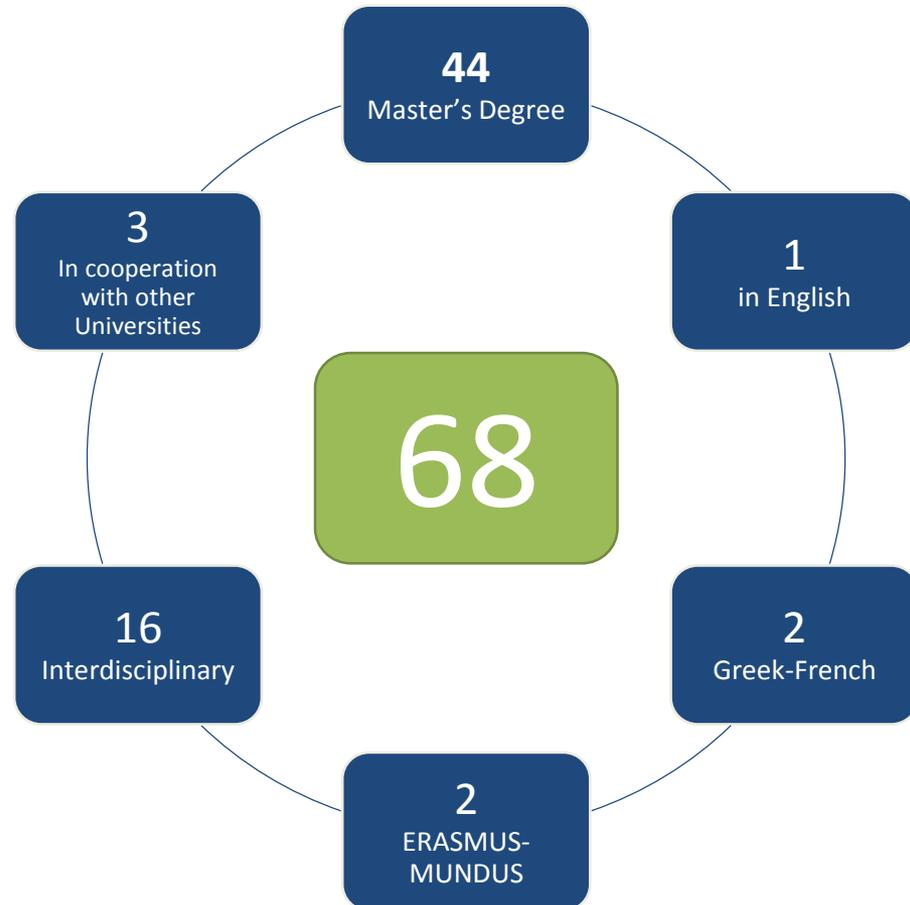 44
Master’s Degree
1
in English
2
Greek-French
2
ERASMUS-
MUNDUS
16
Interdisciplinary
3
In cooperation
with other
Universities
68